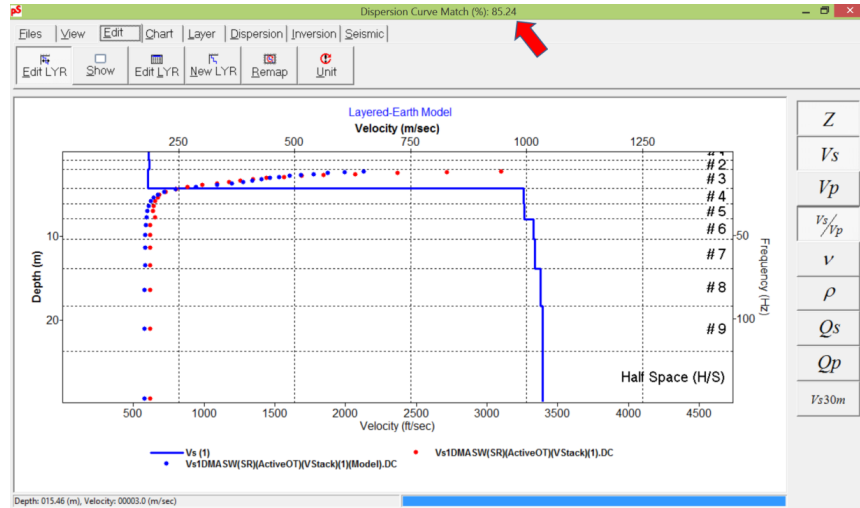 pS Dispersion Curve Match (%): 85.24
Files View Edit Chart Layer Dispersion Inversion Seismic
Edit LYR Show Edit LYR New LYR Remap Unit
Layered-Earth Model
Velocity (m/sec)
250 500 750 1000 1250
#1
#2
#3
#4
#5
#6
#7
#8
#9
Half Space (H/S)
10
20
Depth (m)
50
100
Frequency (Hz)
500 1000 1500 2000 2500 3000 3500 4000 4500
Velocity (ft/sec)
Vs (1) Vs1DMASW(SR)(ActiveOT)(VStack)(1).DC
Vs1DMASW(SR)(ActiveOT)(VStack)(1)(Model).DC
Z
Vs
Vp
Vs/Vp
ν
ρ
Qs
Qp
Vs30m
Depth: 015.46 (m), Velocity: 00003.0 (m/sec)